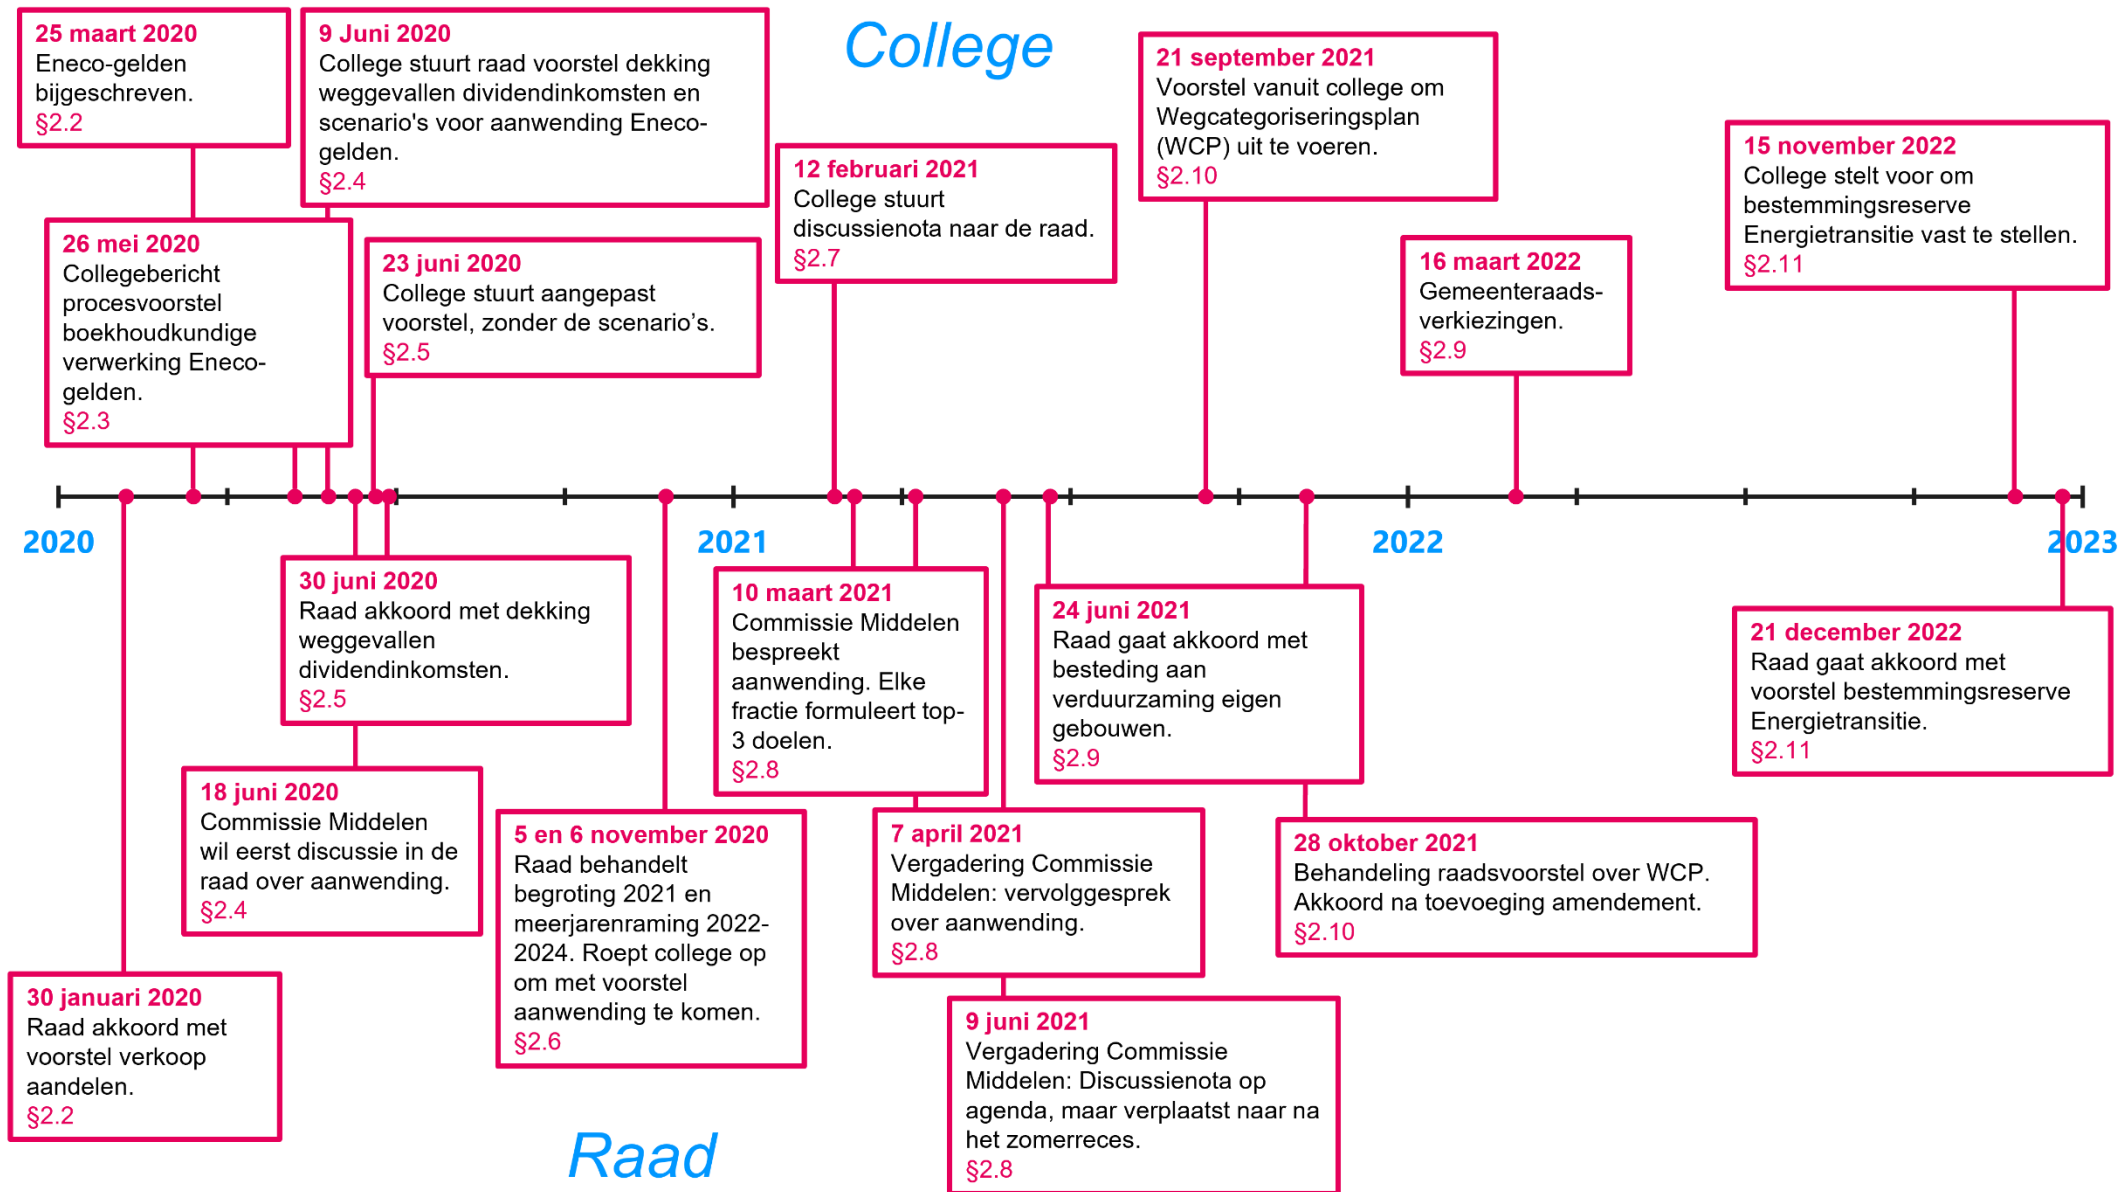 College
25 maart 2020
Eneco-gelden
bijgeschreven.
§2.2
9 Juni 2020
College stuurt raad voorstel dekking
weggevallen dividendinkomsten en
scenario's voor aanwending Eneco-
gelden.
§2.4
26 mei 2020
Collegebericht
procesvoorstel
boekhoudkundige
verwerking Eneco-
gelden.
§2.3
23 juni 2020
College stuurt aangepast
voorstel, zonder de scenario’s.
§2.5
12 februari 2021
College stuurt
discussienota naar de raad.
§2.7
21 september 2021
Voorstel vanuit college om
Wegcategoriseringsplan
(WCP) uit te voeren.
§2.10
16 maart 2022
Gemeenteraads-
verkiezingen.
§2.9
15 november 2022
College stelt voor om
bestemmingsreserve
Energietransitie vast te stellen.
§2.11
2020
2021
2022
2023
30 juni 2020
Raad akkoord met dekking
weggevallen
dividendinkomsten.
§2.5
18 juni 2020
Commissie Middelen
wil eerst discussie in de
raad over aanwending.
§2.4
30 januari 2020
Raad akkoord met
voorstel verkoop
aandelen.
§2.2
5 en 6 november 2020
Raad behandelt
begroting 2021 en
meerjarenraming 2022-
2024. Roept college op
om met voorstel
aanwending te komen.
§2.6
10 maart 2021
Commissie Middelen
bespreekt
aanwending. Elke
fractie formuleert top-
3 doelen.
§2.8
7 april 2021
Vergadering Commissie
Middelen: vervolggesprek
over aanwending.
§2.8
9 juni 2021
Vergadering Commissie
Middelen: Discussienota op
agenda, maar verplaatst naar na
het zomerreces.
§2.8
24 juni 2021
Raad gaat akkoord met
besteding aan
verduurzaming eigen
gebouwen.
§2.9
28 oktober 2021
Behandeling raadsvoorstel over WCP.
Akkoord na toevoeging amendement.
§2.10
21 december 2022
Raad gaat akkoord met
voorstel bestemmingsreserve
Energietransitie.
§2.11
Raad